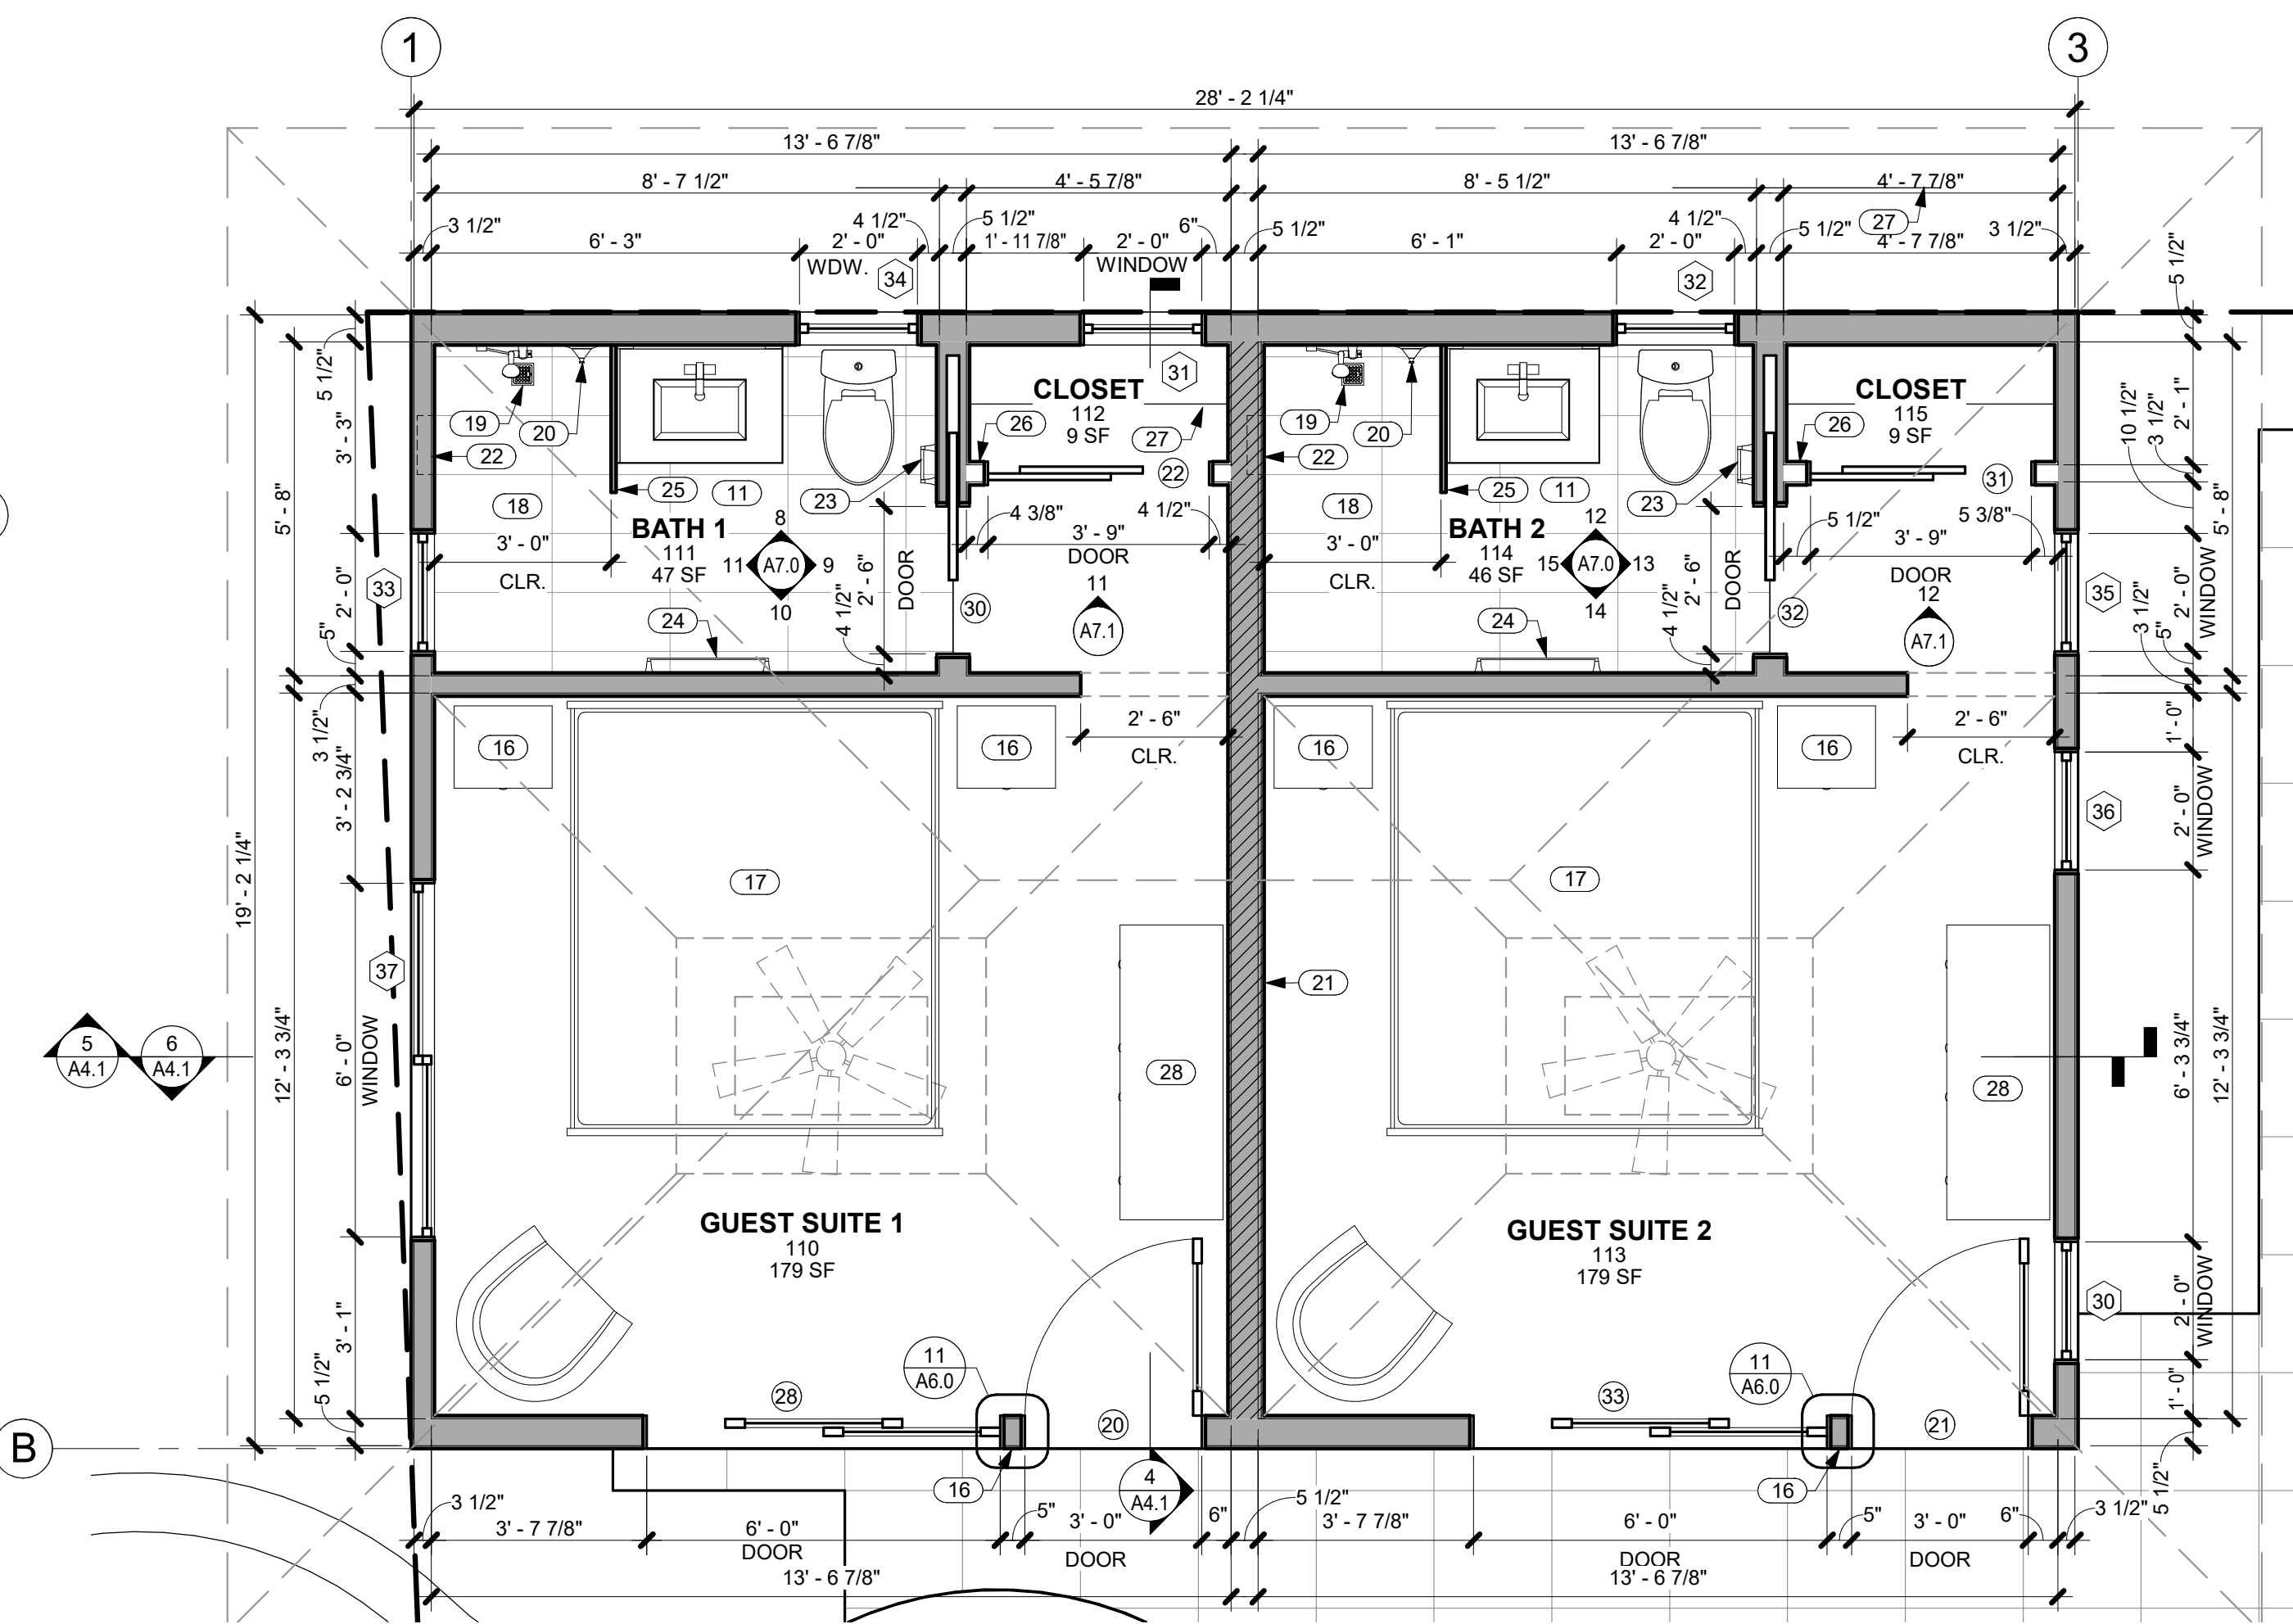 1
3
28' - 2 1/4"
13' - 6 7/8"
13' - 6 7/8"
8' - 7 1/2"
4' - 5 7/8"
8' - 5 1/2"
4' - 7 7/8"
3 1/2"
6' - 3"
4 1/2"
2' - 0"
WDW.
34
5 1/2"
1' - 11 7/8"
2' - 0"
WINDOW
6"
5 1/2"
6' - 1"
4 1/2"
2' - 0"
32
5 1/2"
27
4' - 7 7/8"
3 1/2"
5 1/2"
5 1/2"
3' - 3"
5' - 8"
33
2' - 0"
5"
3 1/2"
3' - 2 3/4"
19' - 2 1/4"
12' - 3 3/4"
37
6' - 0"
WINDOW
3' - 1"
5 1/2"
5
A4.1
6
A4.1
B
19
20
22
18
25
11
23
BATH 1
111
47 SF
3' - 0"
CLR.
8
11
A7.0
9
10
24
4 1/2"
2' - 6"
DOOR
30
CLOSET
112
9 SF
31
26
27
22
4 3/8"
3' - 9"
DOOR
4 1/2"
11
A7.1
19
20
22
18
25
11
23
BATH 2
114
46 SF
3' - 0"
CLR.
12
15
A7.0
13
14
24
4 1/2"
2' - 6"
DOOR
32
CLOSET
115
9 SF
26
31
5 1/2"
3' - 9"
DOOR
5 3/8"
12
A7.1
10 1/2"
3 1/2"
2' - 1"
5' - 8"
35
2' - 0"
WINDOW
3 1/2"
5"
1' - 0"
36
2' - 0"
WINDOW
6' - 3 3/4"
12' - 3 3/4"
30
2' - 0"
WINDOW
1' - 0"
5 1/2"
16
16
2' - 6"
CLR.
16
16
2' - 6"
CLR.
17
17
21
28
28
GUEST SUITE 1
110
179 SF
GUEST SUITE 2
113
179 SF
28
11
A6.0
20
33
11
A6.0
21
16
4
A4.1
16
3 1/2"
3' - 7 7/8"
6' - 0"
DOOR
5"
3' - 0"
DOOR
6"
5 1/2"
3' - 7 7/8"
6' - 0"
DOOR
5"
3' - 0"
DOOR
6"
3 1/2"
13' - 6 7/8"
13' - 6 7/8"